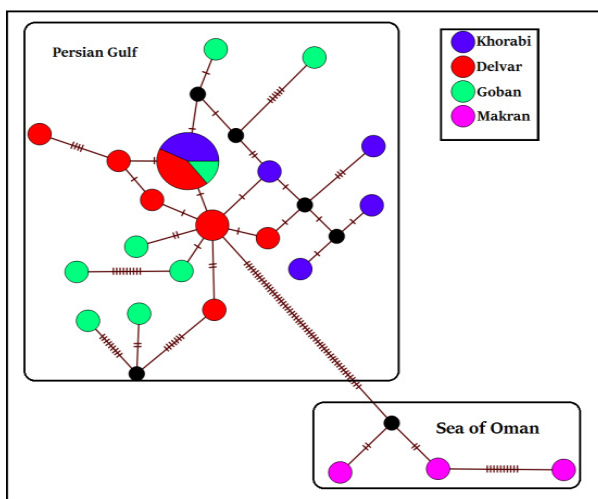 Persian Gulf
Khorabi
Delvar
Goban
Makran
Sea of Oman